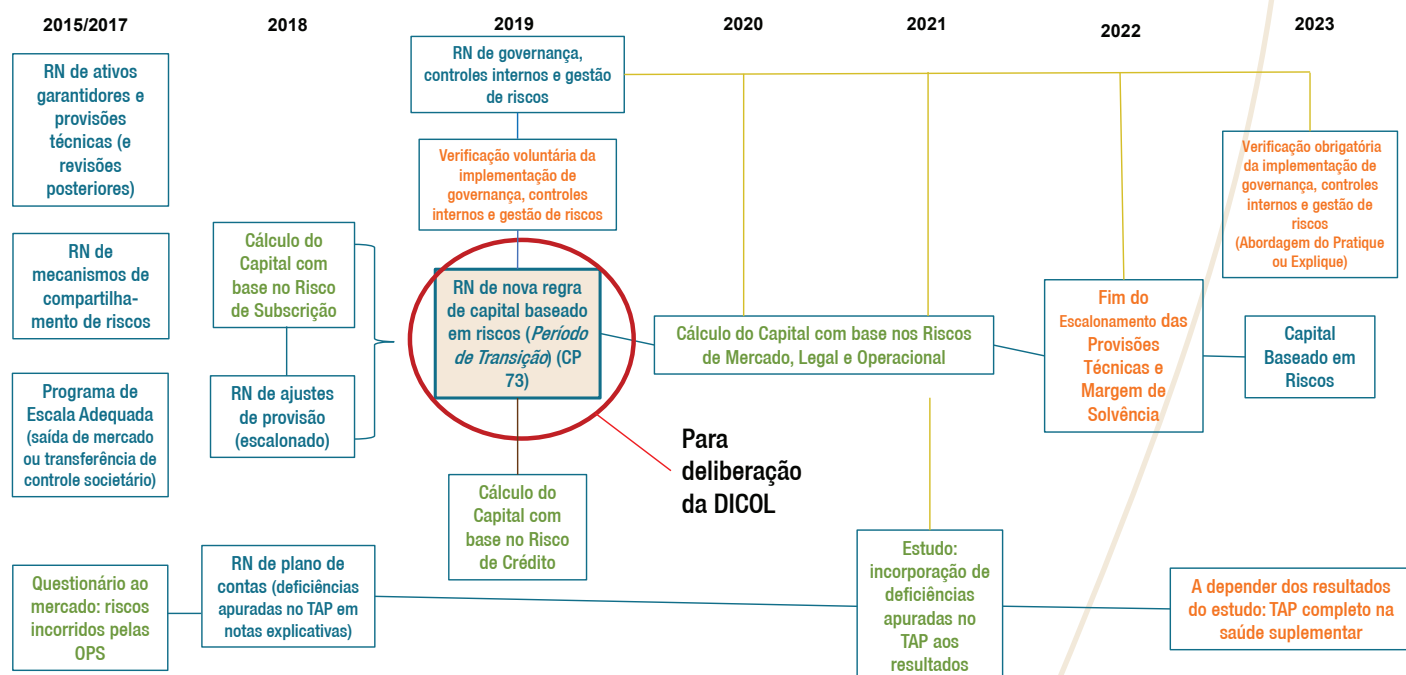 2015/2017
2018
2019
2020
2021
2022
2023
RN de ativos
garantidores e
provisões
técnicas (e
revisões
posteriores)
RN de
mecanismos de
compartilha-
mento de riscos
Programa de
Escala Adequada
(saída de mercado
ou transferência de
controle societário)
Questionário ao
mercado: riscos
incorridos pelas
OPS
Cálculo do
Capital com
base no Risco
de Subscrição
RN de ajustes
de provisão
(escalonado)
RN de plano de
contas (deficiências
apuradas no TAP em
notas explicativas)
RN de governança,
controles internos e gestão
de riscos
Verificação voluntária da
implementação de
governança, controles
internos e gestão de riscos
RN de nova regra
de capital baseado
em riscos (Período
de Transição) (CP
73)
Cálculo do
Capital com
base no Risco
de Crédito
Para
deliberação
da DICOL
Cálculo do Capital com base nos Riscos
de Mercado, Legal e Operacional
Estudo:
incorporação de
deficiências
apuradas no
TAP aos
resultados
Fim do
Escalonamento das
Provisões
Técnicas e
Margem de
Solvência
Verificação obrigatória
da implementação de
governança, controles
internos e gestão de
riscos
(Abordagem do Pratique
ou Explique)
Capital
Baseado em
Riscos
A depender dos resultados
do estudo: TAP completo na
saúde suplementar